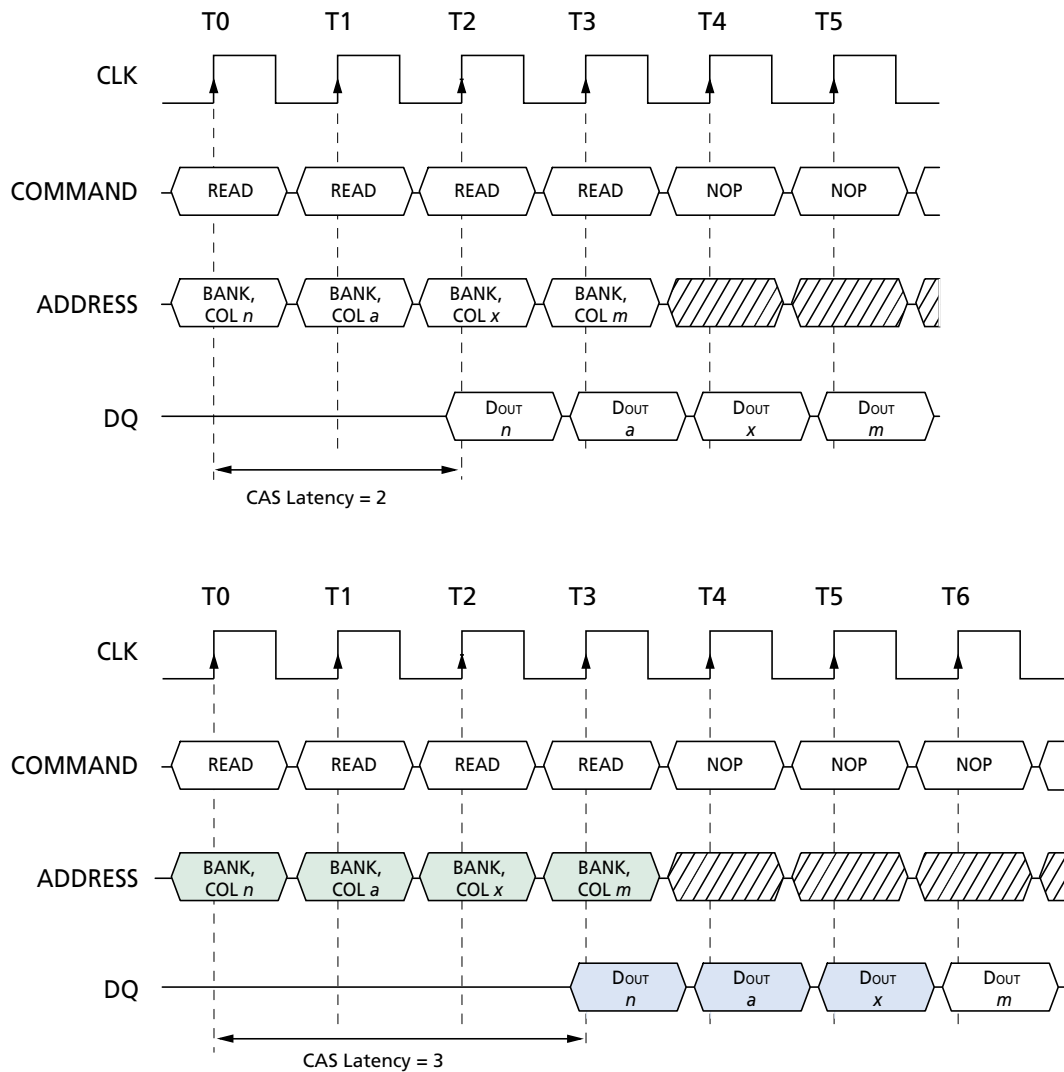 T0 T1 T2 T3 T4 T5
CLK
COMMAND READ READ READ READ NOP NOP
ADDRESS BANK, COL n BANK, COL a BANK, COL x BANK, COL m
DQ DOUT n DOUT a DOUT x DOUT m
CAS Latency = 2
T0 T1 T2 T3 T4 T5 T6
CLK
COMMAND READ READ READ READ NOP NOP NOP
ADDRESS BANK, COL n BANK, COL a BANK, COL x BANK, COL m
DQ DOUT n DOUT a DOUT x DOUT m
CAS Latency = 3